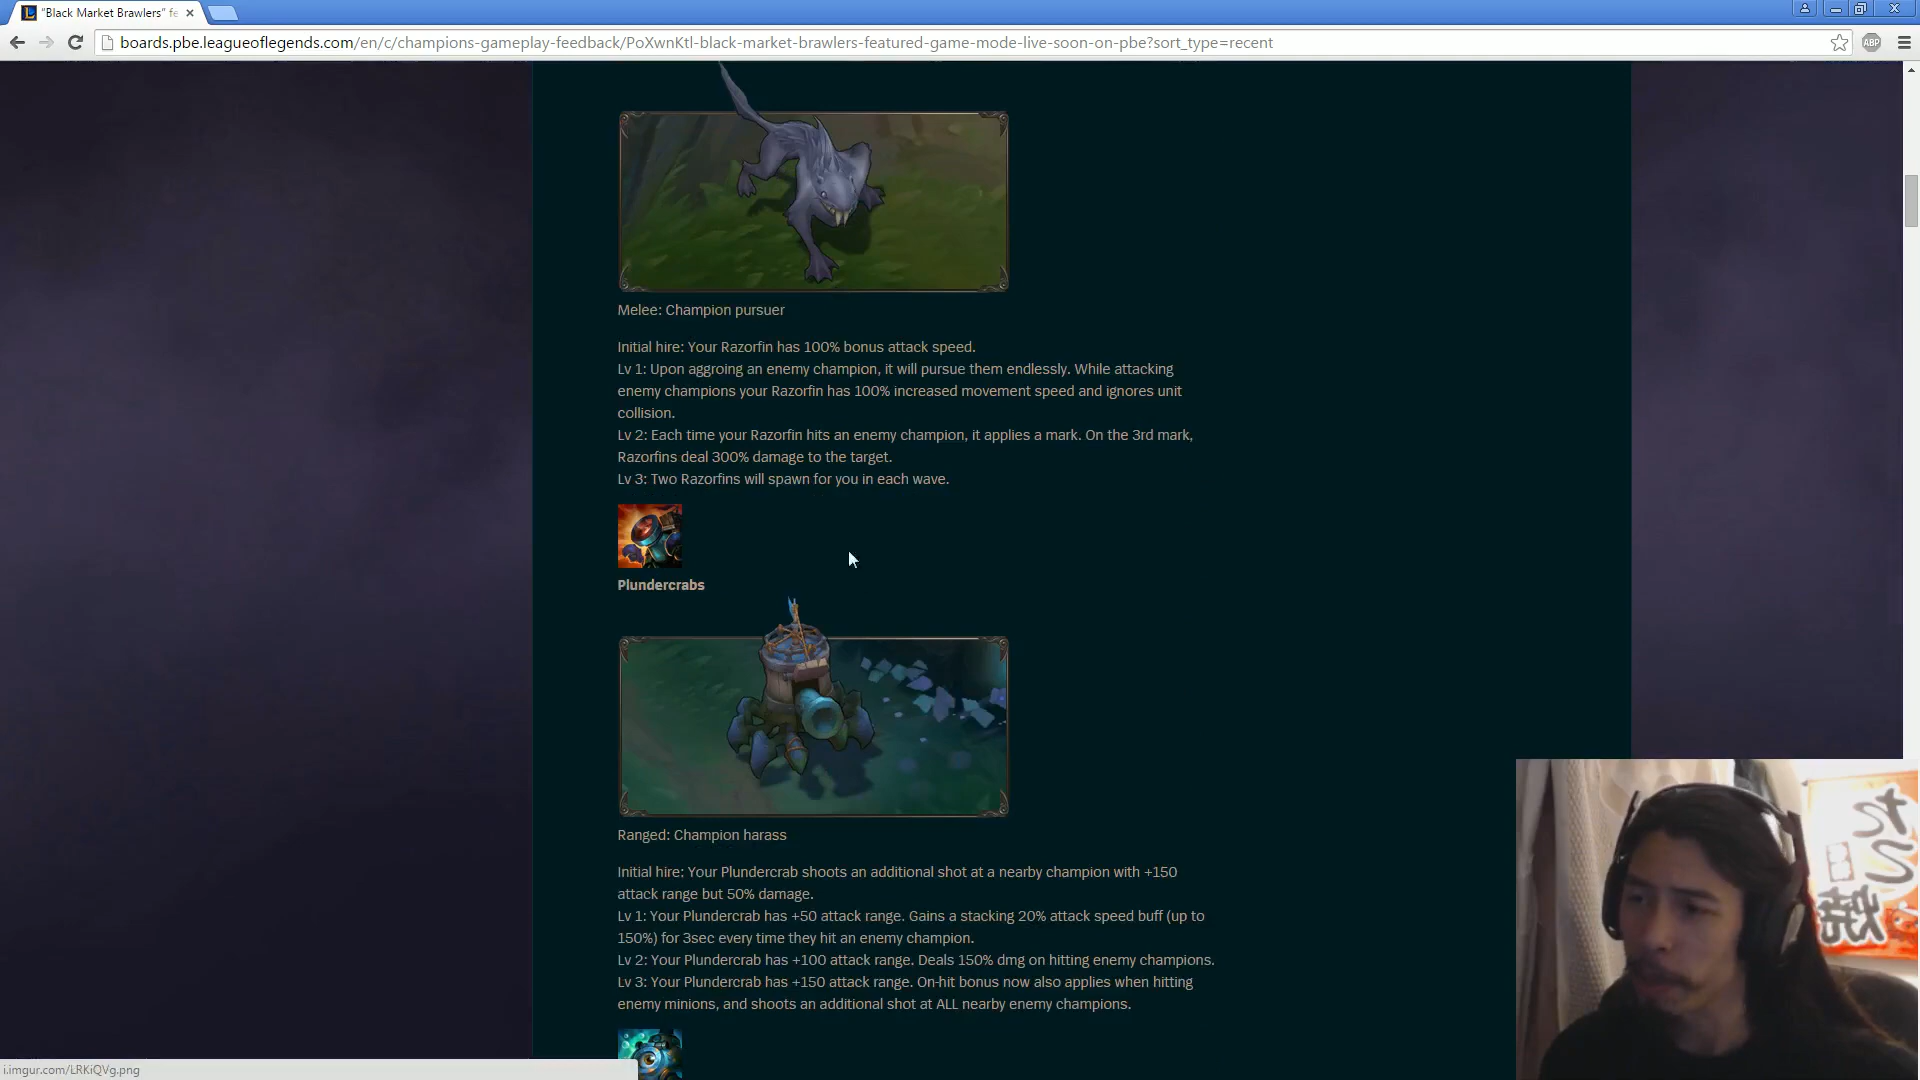 "Black Market Brawlers" fe
boards.pbe.leagueoflegends.com/en/c/champions-gameplay-feedback/PoXwnKtl-black-market-brawlers-featured-game-mode-live-soon-on-pbe?sort_type=recent
ABP
Melee: Champion pursuer
Initial hire: Your Razorfin has 100% bonus attack speed.
Lv 1: Upon aggroing an enemy champion, it will pursue them endlessly. While attacking
enemy champions your Razorfin has 100% increased movement speed and ignores unit
collision.
Lv 2: Each time your Razorfin hits an enemy champion, it applies a mark. On the 3rd mark,
Razorfins deal 300% damage to the target.
Lv 3: Two Razorfins will spawn for you in each wave.
Plundercrabs
Ranged: Champion harass
Initial hire: Your Plundercrab shoots an additional shot at a nearby champion with +150
attack range but 50% damage.
Lv 1: Your Plundercrab has +50 attack range. Gains a stacking 20% attack speed buff (up to
150%) for 3sec every time they hit an enemy champion.
Lv 2: Your Plundercrab has +100 attack range. Deals 150% dmg on hitting enemy champions.
Lv 3: Your Plundercrab has +150 attack range. On-hit bonus now also applies when hitting
enemy minions, and shoots an additional shot at ALL nearby enemy champions.
i.imgur.com/LRKiQVg.png
たこ
焼